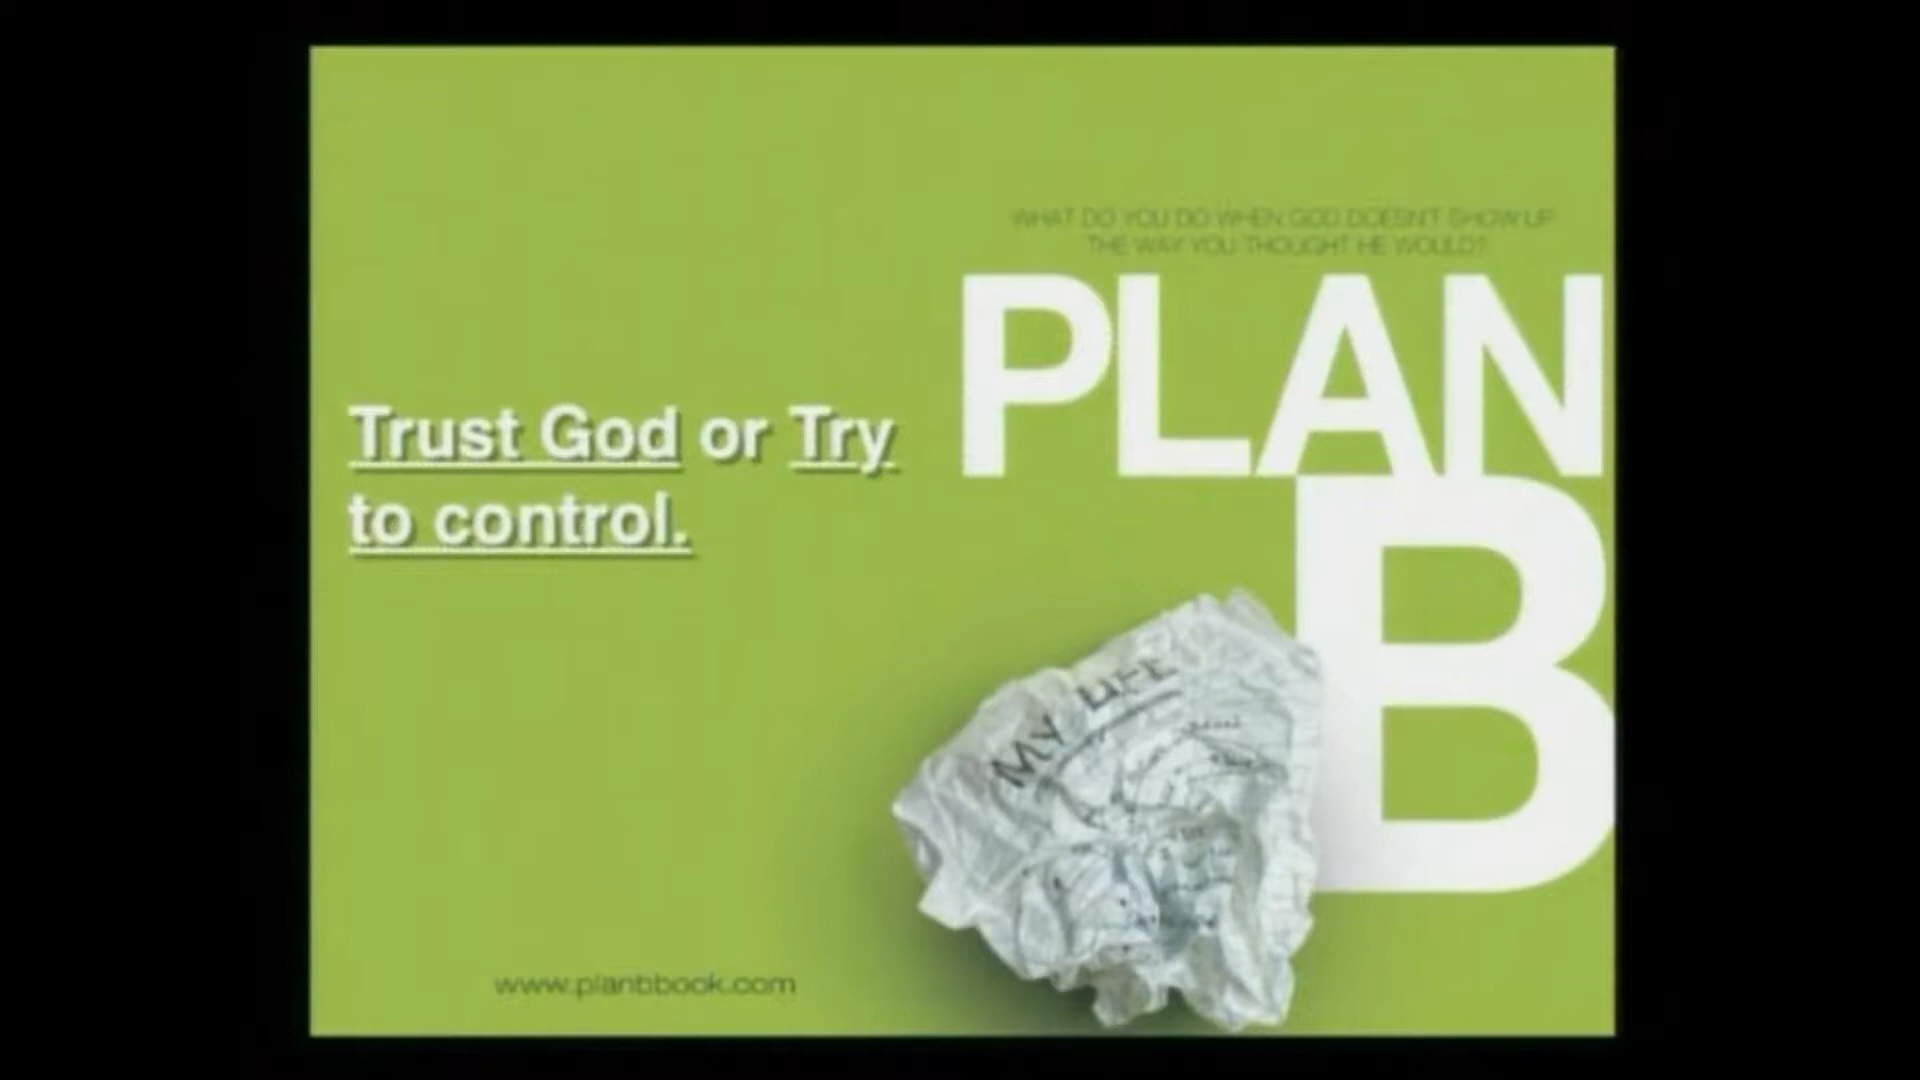 WHAT DO YOU DO WHEN GOD DOESN'T SHOW UP
THE WAY YOU THOUGHT HE WOULD?
PLAN
B
Trust God or Try
to control.
MY LIFE
www.planbbook.com